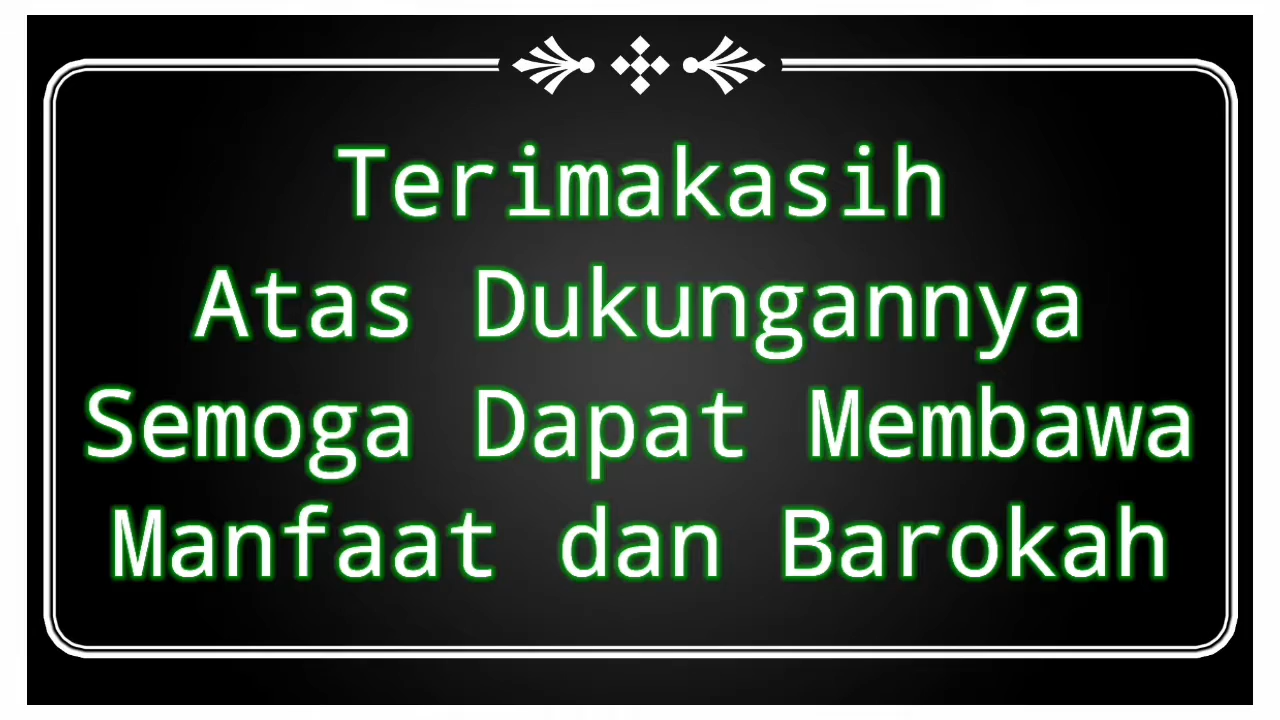 Terimakasih
Atas Dukungannya
Semoga Dapat Membawa
Manfaat dan Barokah